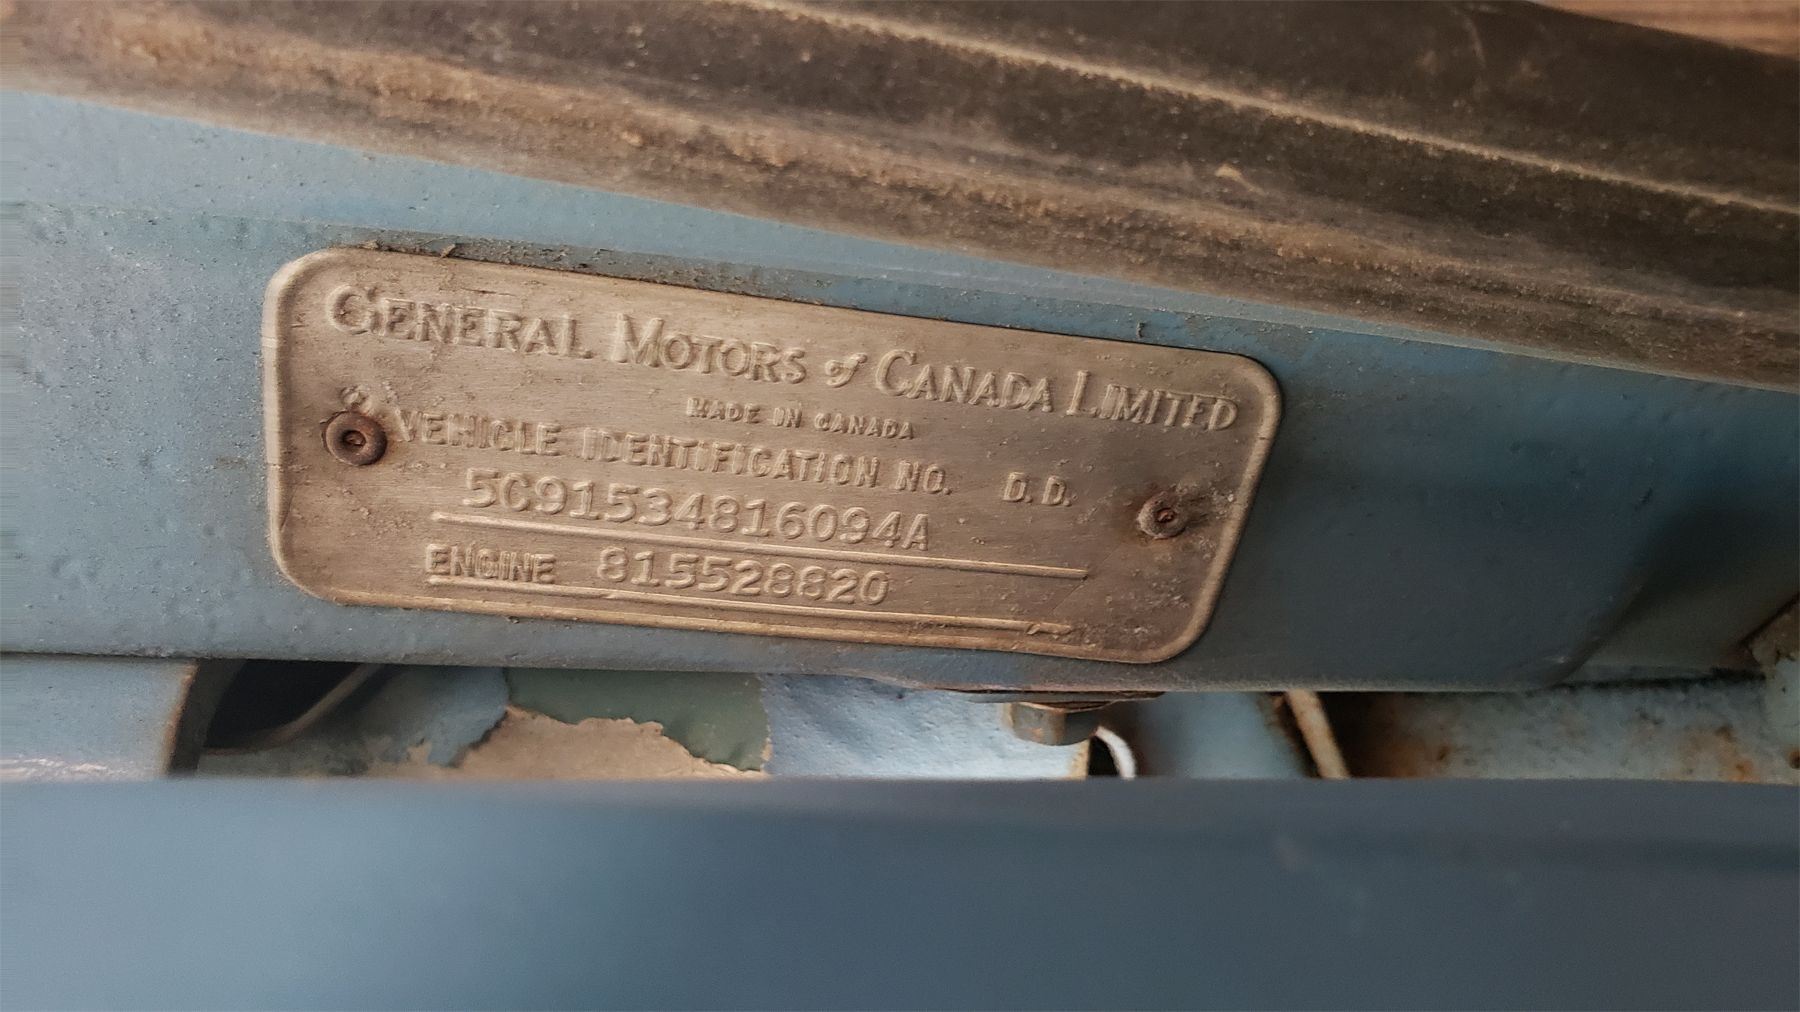 GENERAL MOTORS of CANADA LIMITED
MADE IN CANADA
VEHICLE IDENTIFICATION NO. D.D.
5C91534816094A
ENGINE 815528820